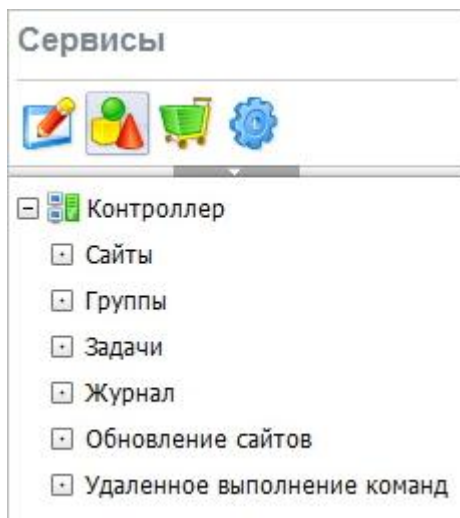 Сервисы
Контроллер
Сайты
Группы
Задачи
Журнал
Обновление сайтов
Удаленное выполнение команд